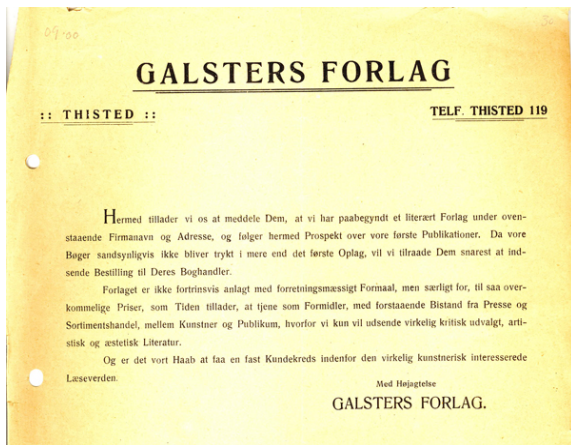 09.00
GALSTERS FORLAG
:: THISTED ::
TELF. THISTED 119
Hermed tillader vi os at meddele Dem, at vi har paabegyndt et literært Forlag under oven-
staaende Firmanavn og Adresse, og følger hermed Prospekt over vore første Publikationer. Da vore
Bøger sandsynligvis ikke bliver trykt i mere end det første Oplag, vil vi tilraade Dem snarest at ind-
sende Bestilling til Deres Boghandler.
Forlaget er ikke fortrinsvis anlagt med forretningsmæssigt Formaal, men særligt for, til saa over-
kommelige Priser, som Tiden tillader, at tjene som Formidler, med forstaaende Bistand fra Presse og
Sortimentshandel, mellem Kunstner og Publikum, hvorfor vi kun vil udsende virkelig kritisk udvalgt, arti-
stisk og æstetisk Literatur.
Og er det vort Haab at faa en fast Kundekreds indenfor den virkelig kunstnerisk interesserede
Læseverden.
Med Højagtelse
GALSTERS FORLAG.